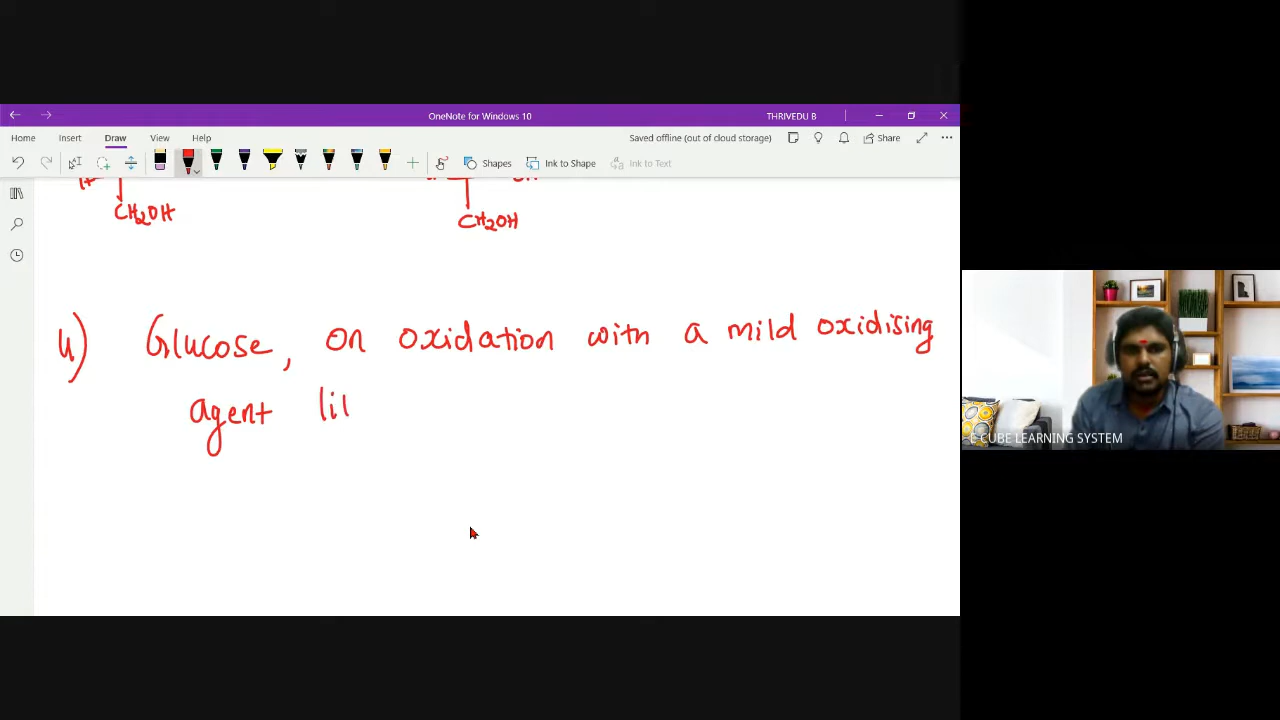 OneNote for Windows 10
THRIVEDU B
Home Insert Draw View Help
Saved offline (out of cloud storage)
Share
Shapes
Ink to Shape
Ink to Text
CH2OH
CH2OH
4) Glucose, on oxidation with a mild oxidising
agent lil
E CUBE LEARNING SYSTEM